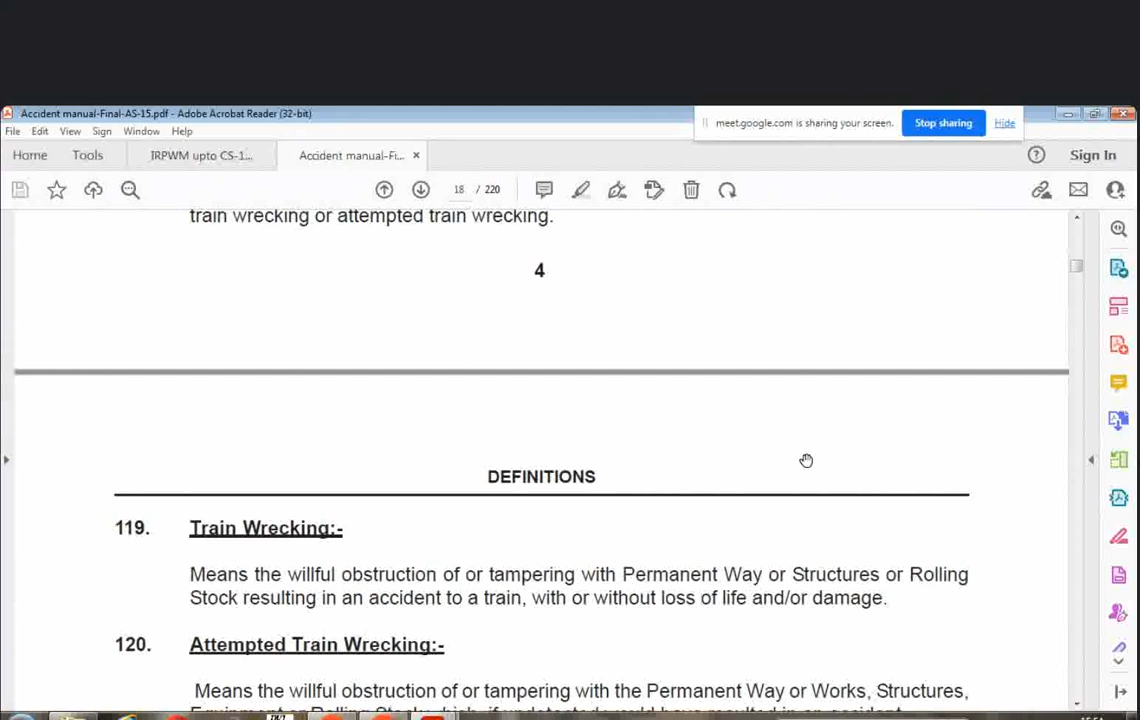 Accident manual-Final-AS-15.pdf - Adobe Acrobat Reader (32-bit)
meet.google.com is sharing your screen.
Stop sharing
Hide
File Edit View Sign Window Help
Home Tools IRPWM upto CS-1... Accident manual-Fi... × Sign In
18 / 220
train wrecking or attempted train wrecking.
4
DEFINITIONS
119. Train Wrecking:-
Means the willful obstruction of or tampering with Permanent Way or Structures or Rolling
Stock resulting in an accident to a train, with or without loss of life and/or damage.
120. Attempted Train Wrecking:-
Means the willful obstruction of or tampering with the Permanent Way or Works, Structures,